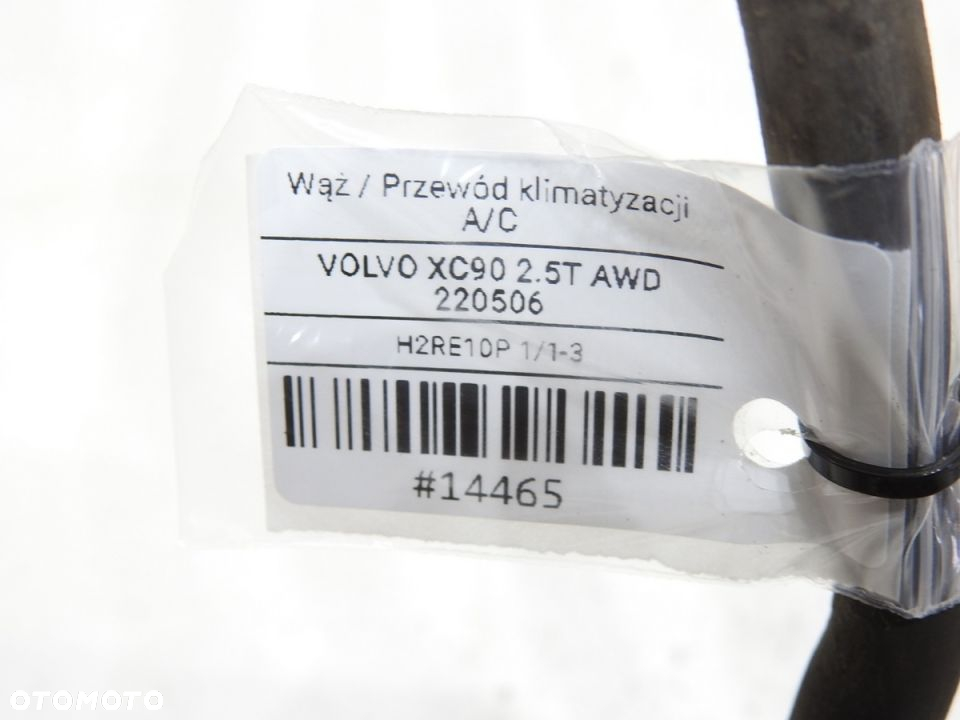 Wąż / Przewód klimatyzacji
A/C
VOLVO XC90 2.5T AWD
220506
H2RE10P 1/1-3
#14465
OTOMOTO